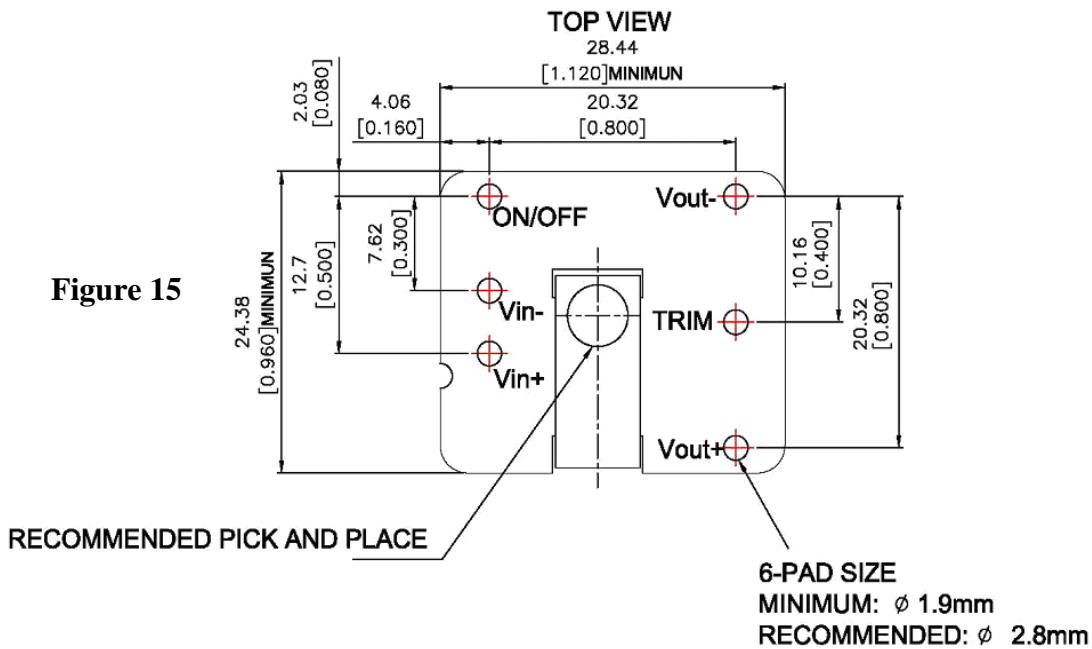 TOP VIEW
28.44
[1.120]MINIMUN
2.03
[0.080]
4.06
[0.160]
20.32
[0.800]
ON/OFF
Vout-
7.62
[0.300]
12.7
[0.500]
24.38
[0.960]MINIMUN
10.16
[0.400]
20.32
[0.800]
Figure 15
Vin-
TRIM
Vin+
Vout+
RECOMMENDED PICK AND PLACE
6-PAD SIZE
MINIMUM: ϕ 1.9mm
RECOMMENDED: ϕ 2.8mm